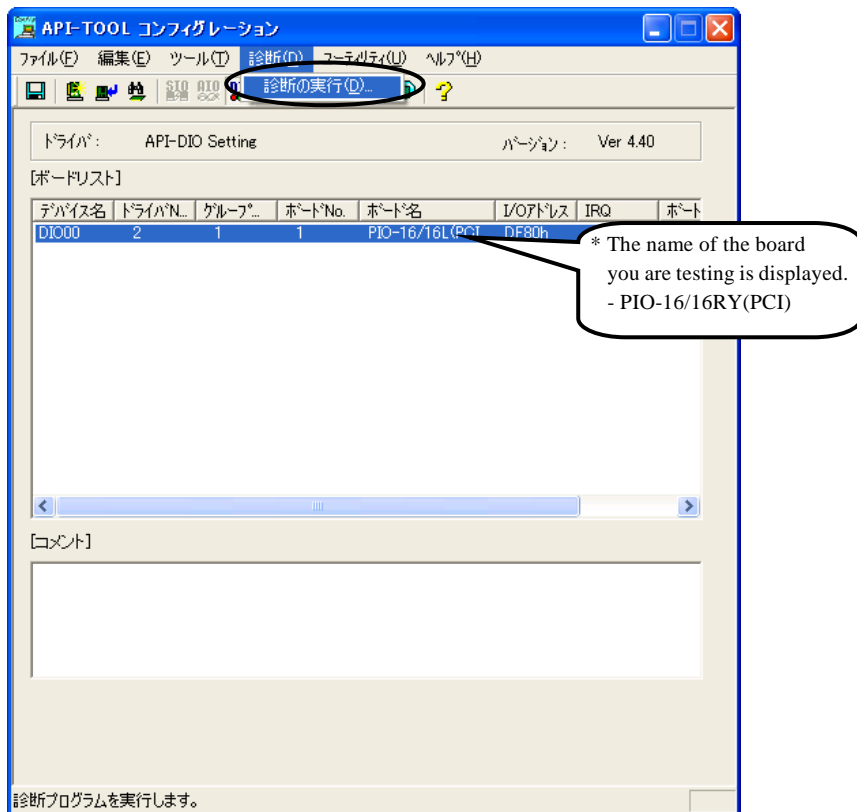 API-TOOL コンフィグレーション
ファイル(F) 編集(E) ツール(T) 診断(D) ユーティリティ(U) ヘルプ(H)
診断の実行(D)...
SIO AIO
ドライバ: API-DIO Setting バージョン: Ver 4.40
[ボードリスト]
デバイス名 ドライバN... グループ... ボードNo. ボード名 I/Oアドレス IRQ ボート
DIO00 2 1 1 PIO-16/16L(PCI DF80h
* The name of the board
you are testing is displayed.
- PIO-16/16RY(PCI)
[コメント]
診断プログラムを実行します。